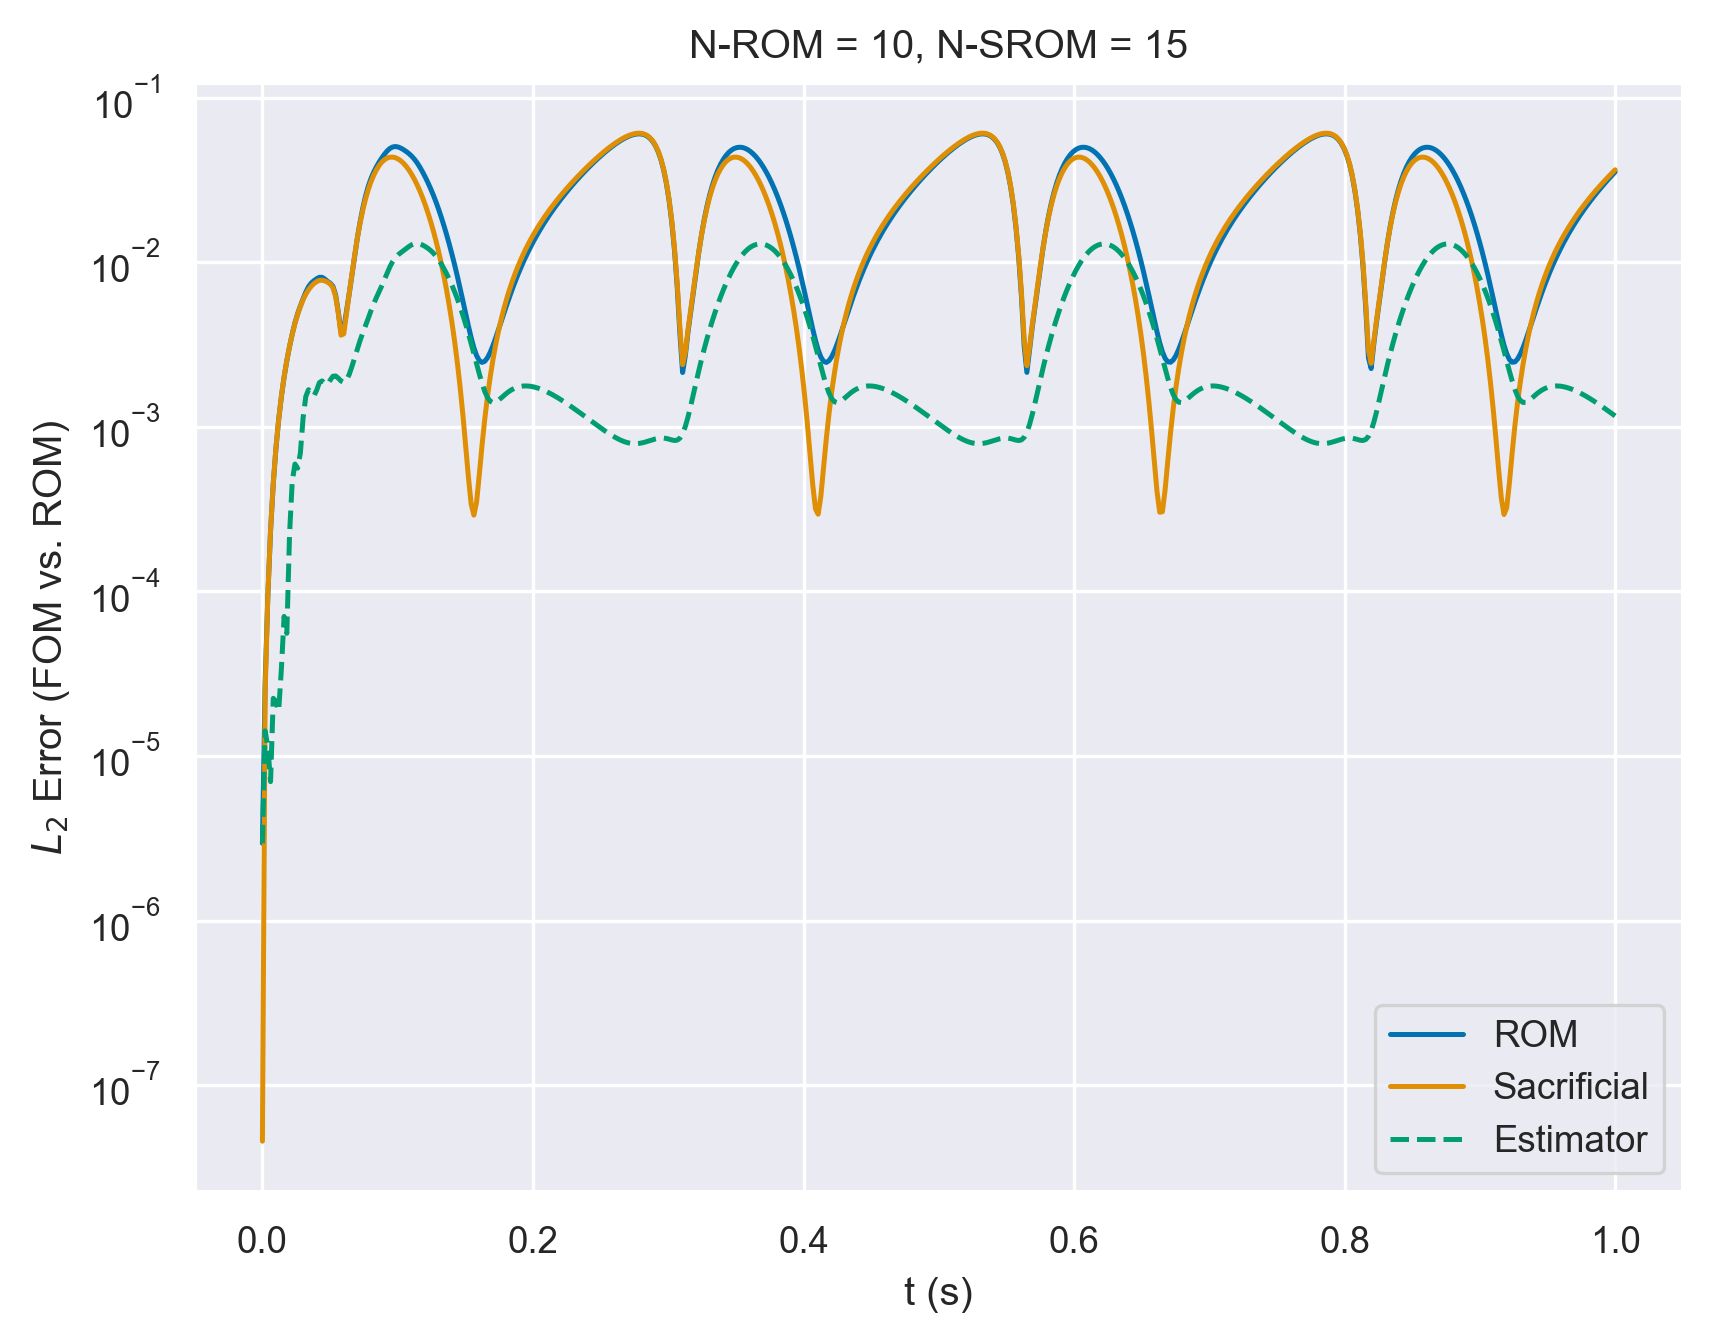 N-ROM = 10, N-SROM = 15
L₂ Error (FOM vs. ROM)
10⁻¹
10⁻²
10⁻³
10⁻⁴
10⁻⁵
10⁻⁶
10⁻⁷
ROM
Sacrificial
Estimator
0.0 0.2 0.4 0.6 0.8 1.0
t (s)